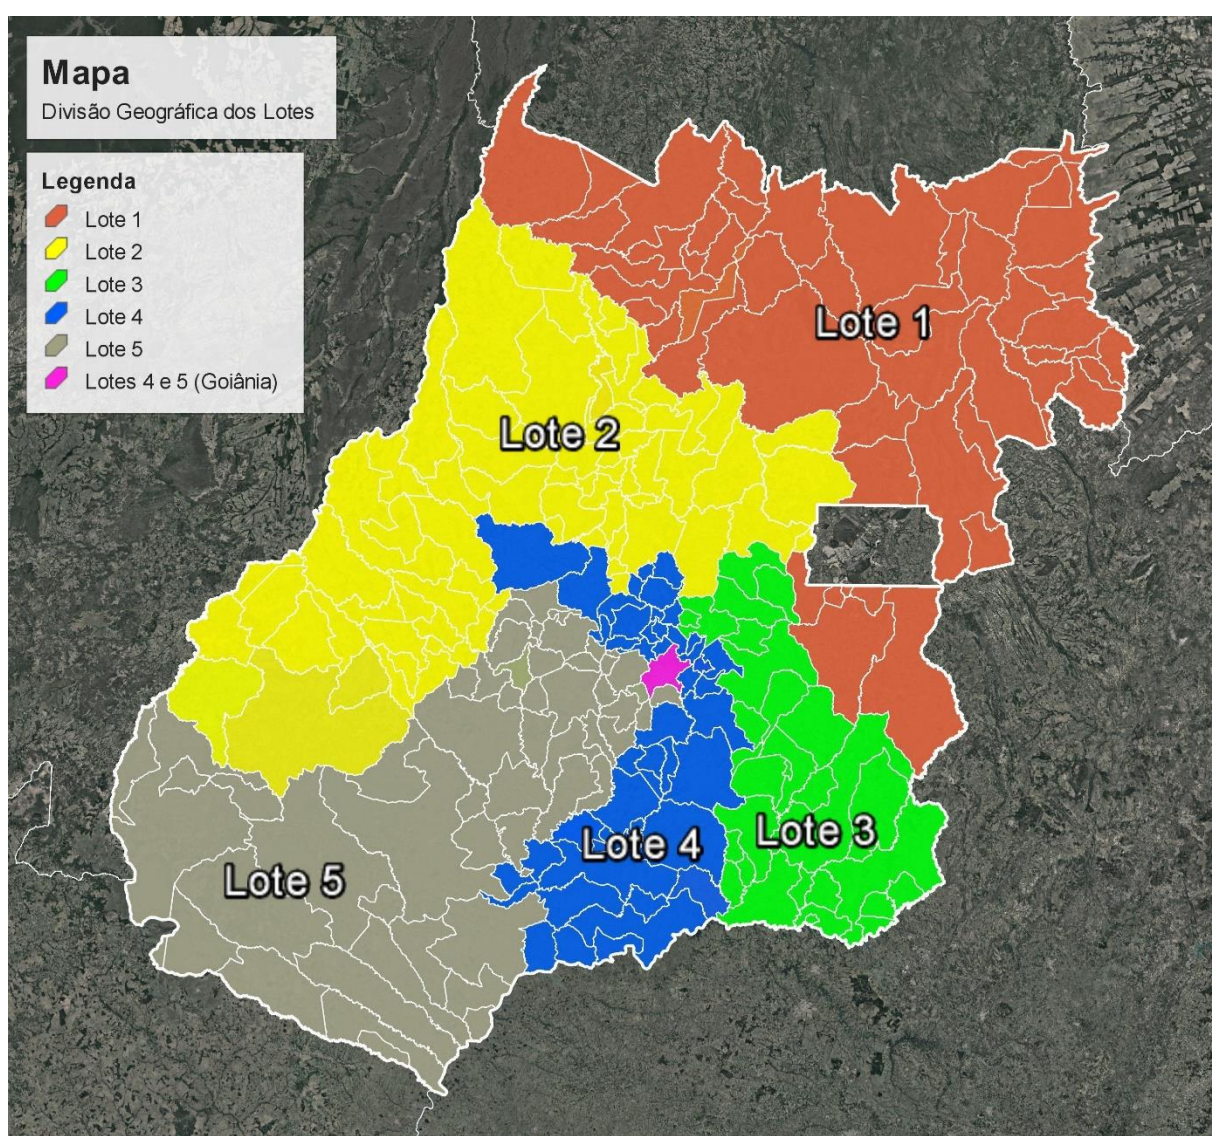 Mapa
Divisão Geográfica dos Lotes
Legenda
Lote 1
Lote 2
Lote 3
Lote 4
Lote 5
Lotes 4 e 5 (Goiânia)
Lote 1
Lote 2
Lote 3
Lote 4
Lote 5